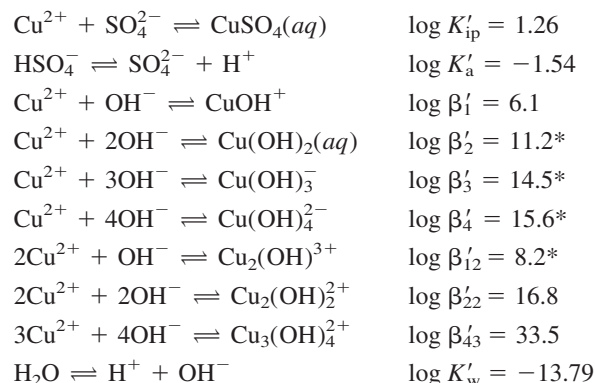 Cu²⁺ + SO₄²⁻ ⇌ CuSO₄(aq) log K′ᵢₚ = 1.26
HSO₄⁻ ⇌ SO₄²⁻ + H⁺ log K′ₐ = −1.54
Cu²⁺ + OH⁻ ⇌ CuOH⁺ log β′₁ = 6.1
Cu²⁺ + 2OH⁻ ⇌ Cu(OH)₂(aq) log β′₂ = 11.2*
Cu²⁺ + 3OH⁻ ⇌ Cu(OH)₃⁻ log β′₃ = 14.5*
Cu²⁺ + 4OH⁻ ⇌ Cu(OH)₄²⁻ log β′₄ = 15.6*
2Cu²⁺ + OH⁻ ⇌ Cu₂(OH)³⁺ log β′₁₂ = 8.2*
2Cu²⁺ + 2OH⁻ ⇌ Cu₂(OH)₂²⁺ log β′₂₂ = 16.8
3Cu²⁺ + 4OH⁻ ⇌ Cu₃(OH)₄²⁺ log β′₄₃ = 33.5
H₂O ⇌ H⁺ + OH⁻ log K′w = −13.79